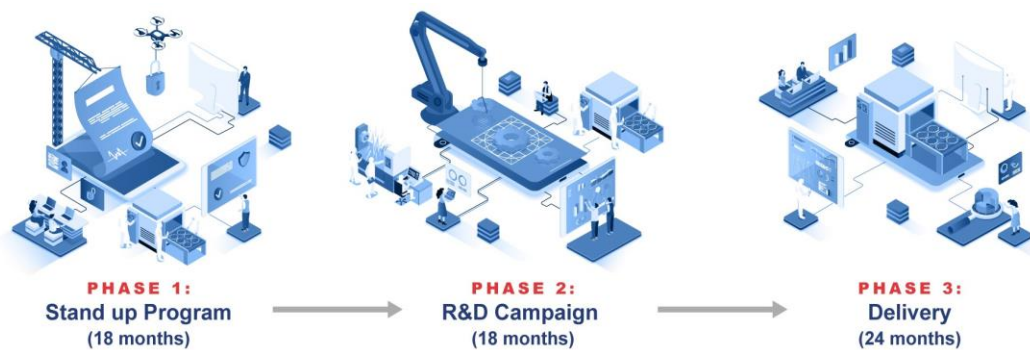 PHASE 1:
Stand up Program
(18 months)
PHASE 2:
R&D Campaign
(18 months)
PHASE 3:
Delivery
(24 months)